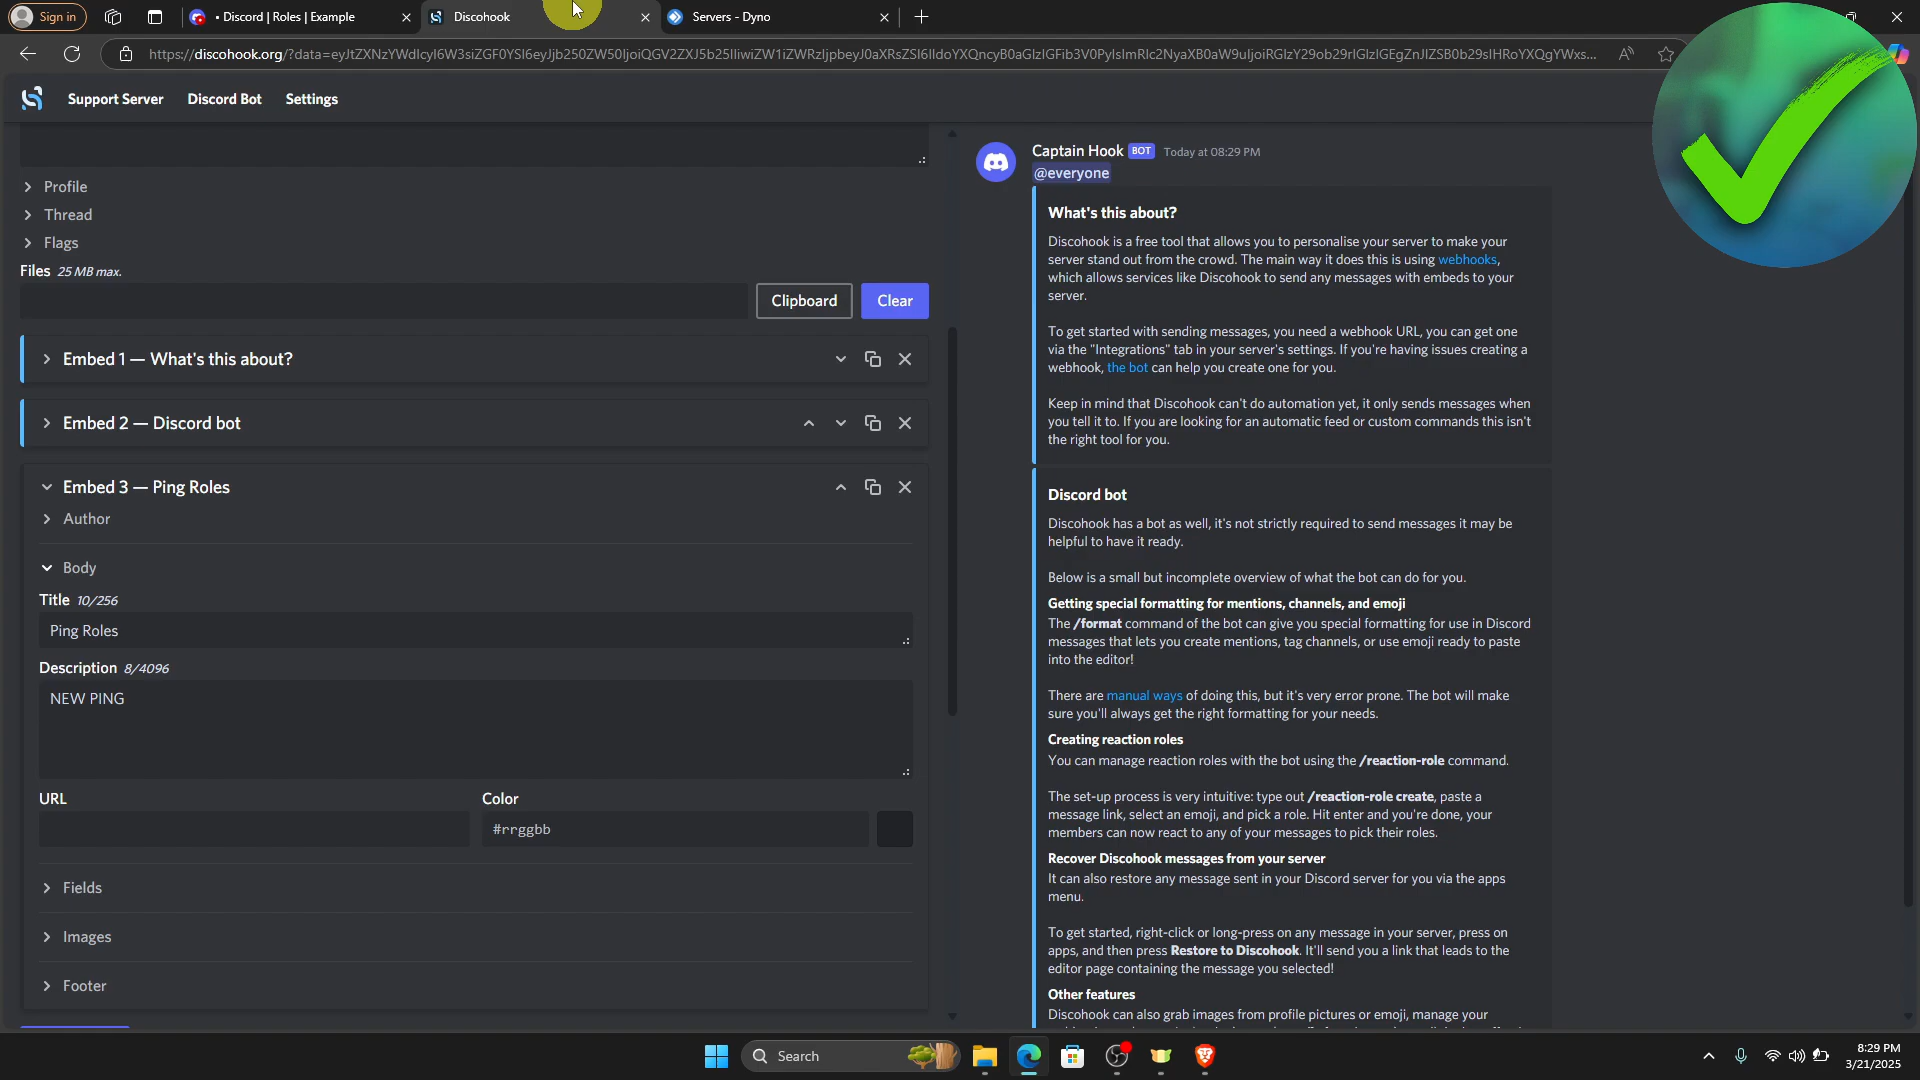 Sign in
• Discord | Roles | Example
Discohook
Servers - Dyno
https://discohook.org/?data=eyJtZXNzYWdlcyI6W3siZGF0YSI6eyJjb250ZW50IjoiQGV2ZXJ5b25lIiwiZW1iZWRzIjpbeyJ0aXRsZSI6IldoYXQncyB0aGlzIGFib3V0PyIsImRlc2NyaXB0aW9uIjoiRGlzY29ob29rIGlzIGEgZnJlZSB0b29sIHRoYXQgYWxs...
Support Server
Discord Bot
Settings
Profile
Thread
Flags
Files 25 MB max.
Clipboard
Clear
Embed 1 — What's this about?
Embed 2 — Discord bot
Embed 3 — Ping Roles
Author
Body
Title 10/256
Ping Roles
Description 8/4096
NEW PING
URL
Color
#rrggbb
Fields
Images
Footer
Captain Hook BOT Today at 08:29 PM
@everyone
What's this about?
Discohook is a free tool that allows you to personalise your server to make your
server stand out from the crowd. The main way it does this is using webhooks,
which allows services like Discohook to send any messages with embeds to your
server.
To get started with sending messages, you need a webhook URL, you can get one
via the "Integrations" tab in your server's settings. If you're having issues creating a
webhook, the bot can help you create one for you.
Keep in mind that Discohook can't do automation yet, it only sends messages when
you tell it to. If you are looking for an automatic feed or custom commands this isn't
the right tool for you.
Discord bot
Discohook has a bot as well, it's not strictly required to send messages it may be
helpful to have it ready.
Below is a small but incomplete overview of what the bot can do for you.
Getting special formatting for mentions, channels, and emoji
The /format command of the bot can give you special formatting for use in Discord
messages that lets you create mentions, tag channels, or use emoji ready to paste
into the editor!
There are manual ways of doing this, but it's very error prone. The bot will make
sure you'll always get the right formatting for your needs.
Creating reaction roles
You can manage reaction roles with the bot using the /reaction-role command.
The set-up process is very intuitive: type out /reaction-role create, paste a
message link, select an emoji, and pick a role. Hit enter and you're done, your
members can now react to any of your messages to pick their roles.
Recover Discohook messages from your server
It can also restore any message sent in your Discord server for you via the apps
menu.
To get started, right-click or long-press on any message in your server, press on
apps, and then press Restore to Discohook. It'll send you a link that leads to the
editor page containing the message you selected!
Other features
Discohook can also grab images from profile pictures or emoji, manage your
Search
8:29 PM
3/21/2025